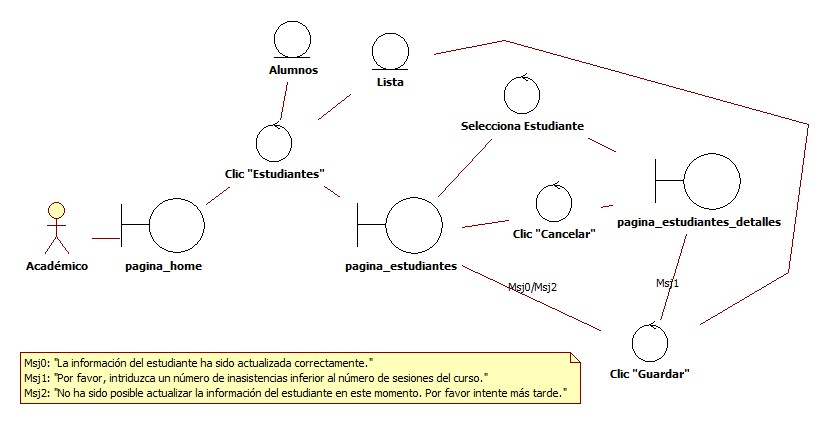 Alumnos
Lista
Selecciona Estudiante
Clic "Estudiantes"
pagina_estudiantes_detalles
Clic "Cancelar"
Académico
pagina_home
pagina_estudiantes
Msj0/Msj2
Msj1
Clic "Guardar"
Msj0: "La información del estudiante ha sido actualizada correctamente."
Msj1: "Por favor, intriduzca un número de inasistencias inferior al número de sesiones del curso."
Msj2: "No ha sido posible actualizar la información del estudiante en este momento. Por favor intente más tarde."